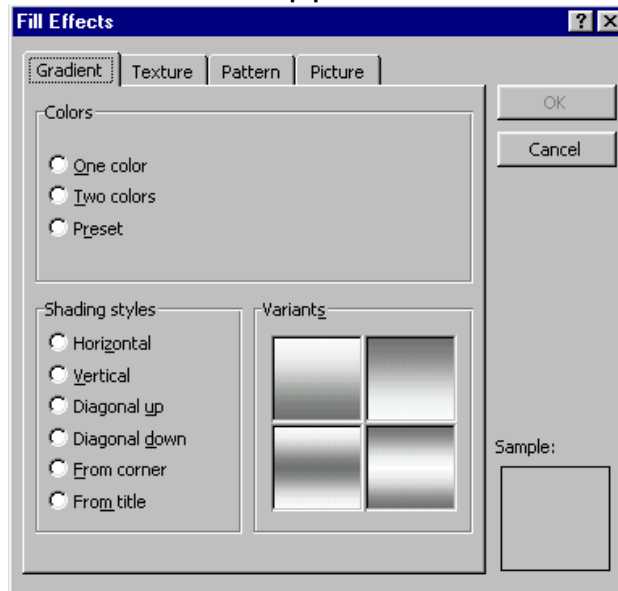 Fill Effects
Gradient Texture Pattern Picture
Colors
One color
Two colors
Preset
OK
Cancel
Shading styles
Horizontal
Vertical
Diagonal up
Diagonal down
From corner
From title
Variants
Sample: